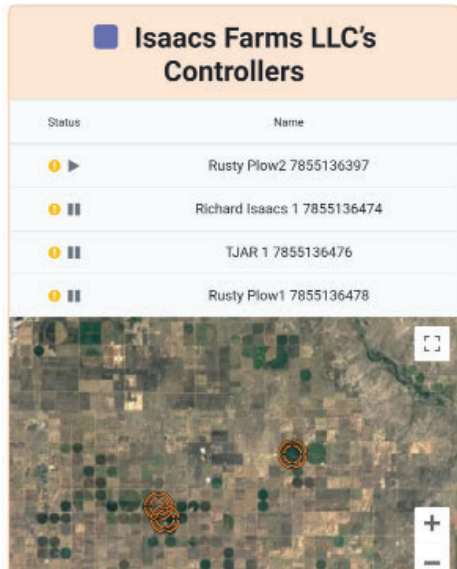 Isaacs Farms LLC’s
Controllers
Status Name
Rusty Plow2 7855136397
Richard Isaacs 1 7855136474
TJAR 1 7855136476
Rusty Plow1 7855136478